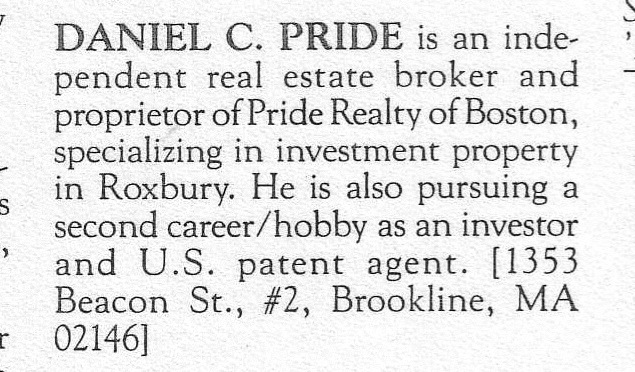 DANIEL C. PRIDE is an inde-
pendent real estate broker and
proprietor of Pride Realty of Boston,
specializing in investment property
in Roxbury. He is also pursuing a
second career/hobby as an investor
and U.S. patent agent. [1353
Beacon St., #2, Brookline, MA
02146]